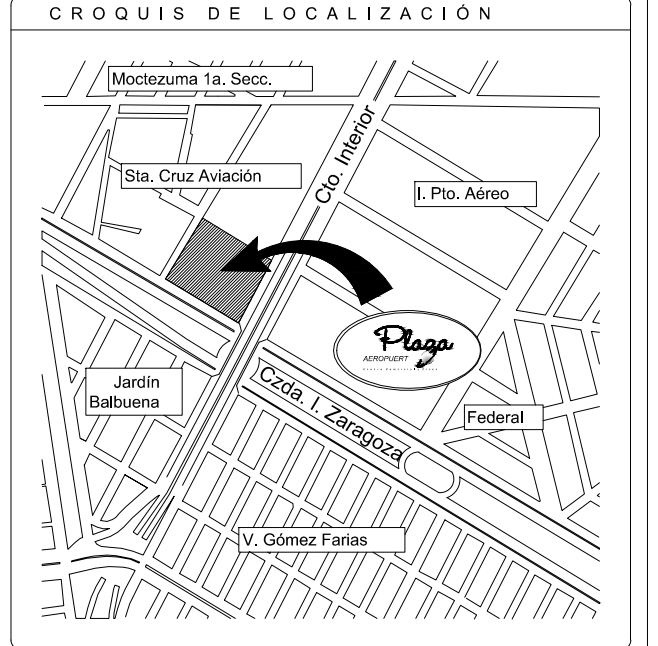 CROQUIS DE LOCALIZACIÓN
Moctezuma 1a. Secc.
Cto. Interior
Sta. Cruz Aviación
I. Pto. Aéreo
Plaza
AEROPUERT
Jardín
Balbuena
Czda. I. Zaragoza
Federal
V. Gómez Farias